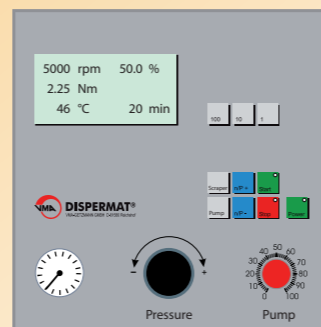 5000 rpm 50.0 %
2.25 Nm
46 °C 20 min
100 10 1
Scraper n/P + Start
Pump n/P − Stop Power
VMA DISPERMAT®
− +
0 10 20 30 40 50 60 70 80 90 100
Pressure Pump